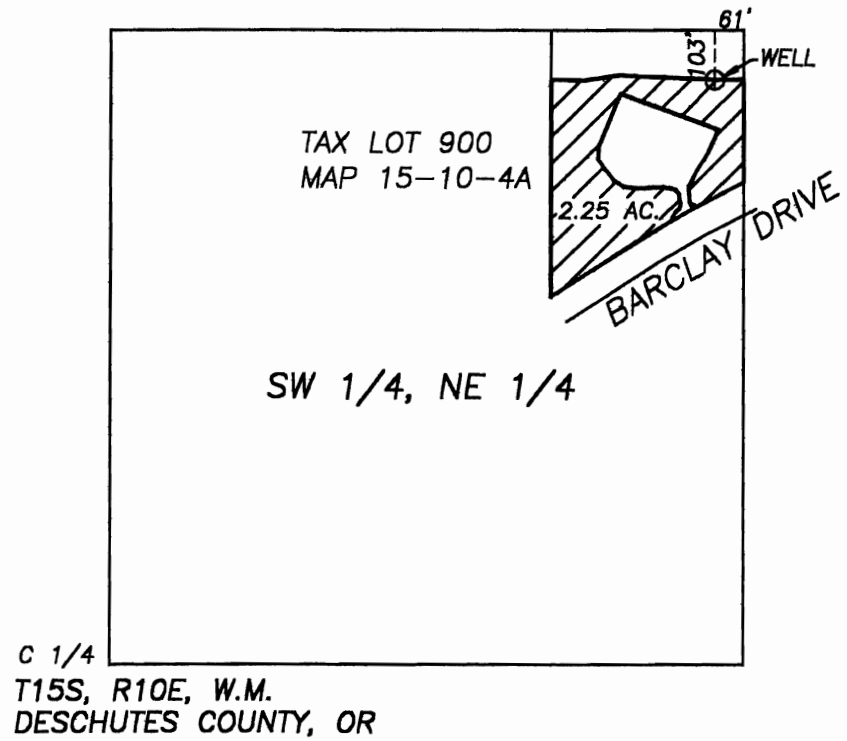 61'
103'
WELL
TAX LOT 900
MAP 15-10-4A
2.25 AC.
BARCLAY DRIVE
SW 1/4, NE 1/4
C 1/4
T15S, R10E, W.M.
DESCHUTES COUNTY, OR